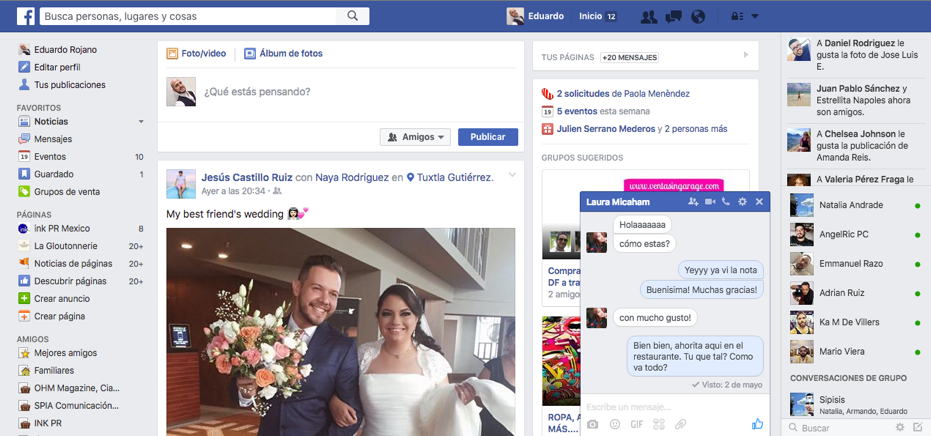 Busca personas, lugares y cosas
Eduardo
Inicio 12
Eduardo Rojano
Editar perfil
Tus publicaciones
FAVORITOS
Noticias
Mensajes
Eventos 10
Guardado 1
Grupos de venta
PÁGINAS
ink PR Mexico 8
La Gloutonnerie 20+
Noticias de páginas 20+
Descubrir páginas 20+
Crear anuncio
Crear página
AMIGOS
Mejores amigos
Familiares
OHM Magazine, Cia...
SPIA Comunicación...
INK PR
Foto/video
Álbum de fotos
¿Qué estás pensando?
Amigos
Publicar
Jesús Castillo Ruiz con Naya Rodriguez en Tuxtla Gutiérrez.
Ayer a las 20:34
My best friend's wedding
TUS PÁGINAS +20 MENSAJES
2 solicitudes de Paola Menèndez
19 5 eventos esta semana
Julien Serrano Mederos y 2 personas más
GRUPOS SUGERIDOS
www.ventasingarage.com
Compra
DF a tra
2 amigo
ROPA, A
MÁS....
Laura Micaham
Holaaaaaaa
cómo estas?
Yeyyy ya vi la nota
Buenisima! Muchas gracias!
con mucho gusto!
Bien bien, ahorita aqui en el
restaurante. Tu que tal? Como
va todo?
Visto: 2 de mayo
Escribe un mensaje...
GIF
A Daniel Rodriguez le
gusta la foto de Jose Luis
E.
Juan Pablo Sánchez y
Estrellita Napoles ahora
son amigos.
A Chelsea Johnson le
gusta la publicación de
Amanda Reis.
A Valeria Pérez Fraga le
Natalia Andrade
AngelRic PC
Emmanuel Razo
Adrian Ruiz
Ka M De Villers
Mario Viera
CONVERSACIONES DE GRUPO
Sipisis
Natalia, Armando, Eduardo
Buscar